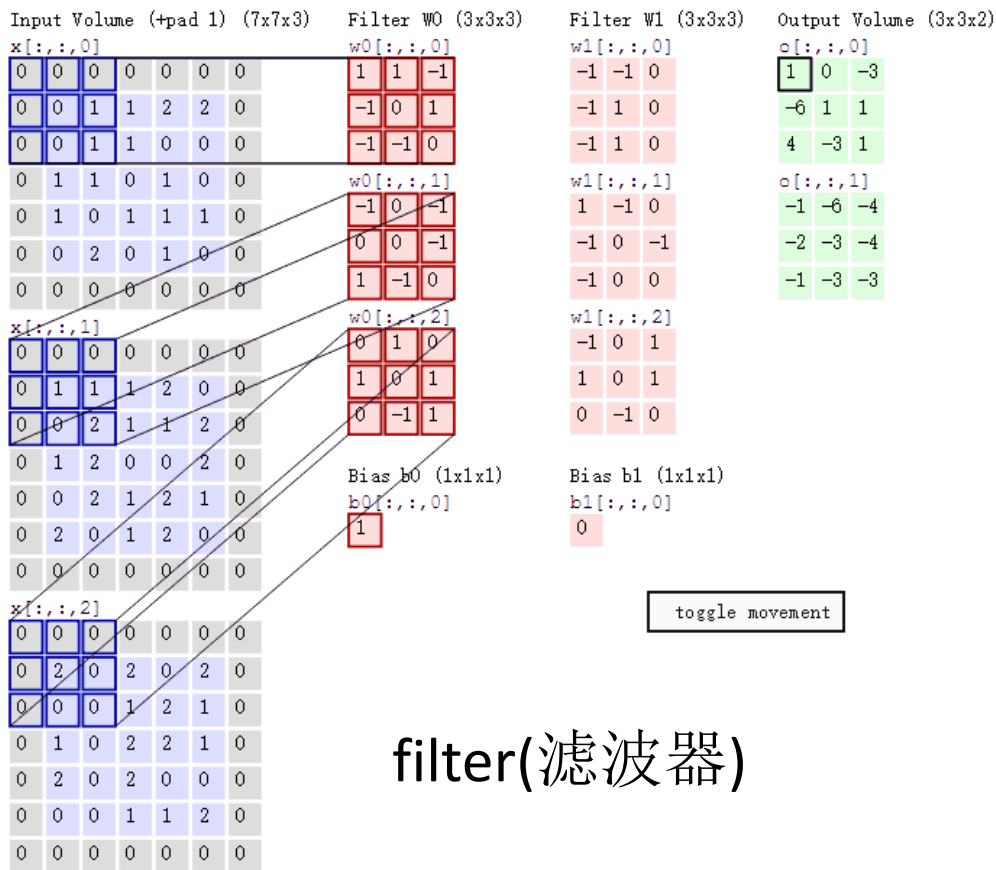 Input Volume (+pad 1) (7x7x3)
x[:,:,0]
0 0 0 0 0 0 0
0 0 1 1 2 2 0
0 0 1 1 0 0 0
0 1 1 0 1 0 0
0 1 0 1 1 1 0
0 0 2 0 1 0 0
0 0 0 0 0 0 0
x[:,:,1]
0 0 0 0 0 0 0
0 1 1 1 2 0 0
0 0 2 1 1 2 0
0 1 2 0 0 2 0
0 0 2 1 2 1 0
0 2 0 1 2 0 0
0 0 0 0 0 0 0
x[:,:,2]
0 0 0 0 0 0 0
0 2 0 2 0 2 0
0 0 0 1 2 1 0
0 1 0 2 2 1 0
0 2 0 2 0 0 0
0 0 0 1 1 2 0
0 0 0 0 0 0 0
Filter W0 (3x3x3)
w0[:,:,0]
1 1 -1
-1 0 1
-1 -1 0
w0[:,:,1]
-1 0 -1
0 0 -1
1 -1 0
w0[:,:,2]
0 1 0
1 0 1
0 -1 1
Bias b0 (1x1x1)
b0[:,:,0]
1
Filter W1 (3x3x3)
w1[:,:,0]
-1 -1 0
-1 1 0
-1 1 0
w1[:,:,1]
1 -1 0
-1 0 -1
-1 0 0
w1[:,:,2]
-1 0 1
1 0 1
0 -1 0
Bias b1 (1x1x1)
b1[:,:,0]
0
Output Volume (3x3x2)
o[:,:,0]
1 0 -3
-6 1 1
4 -3 1
o[:,:,1]
-1 -6 -4
-2 -3 -4
-1 -3 -3
toggle movement
filter(滤波器)